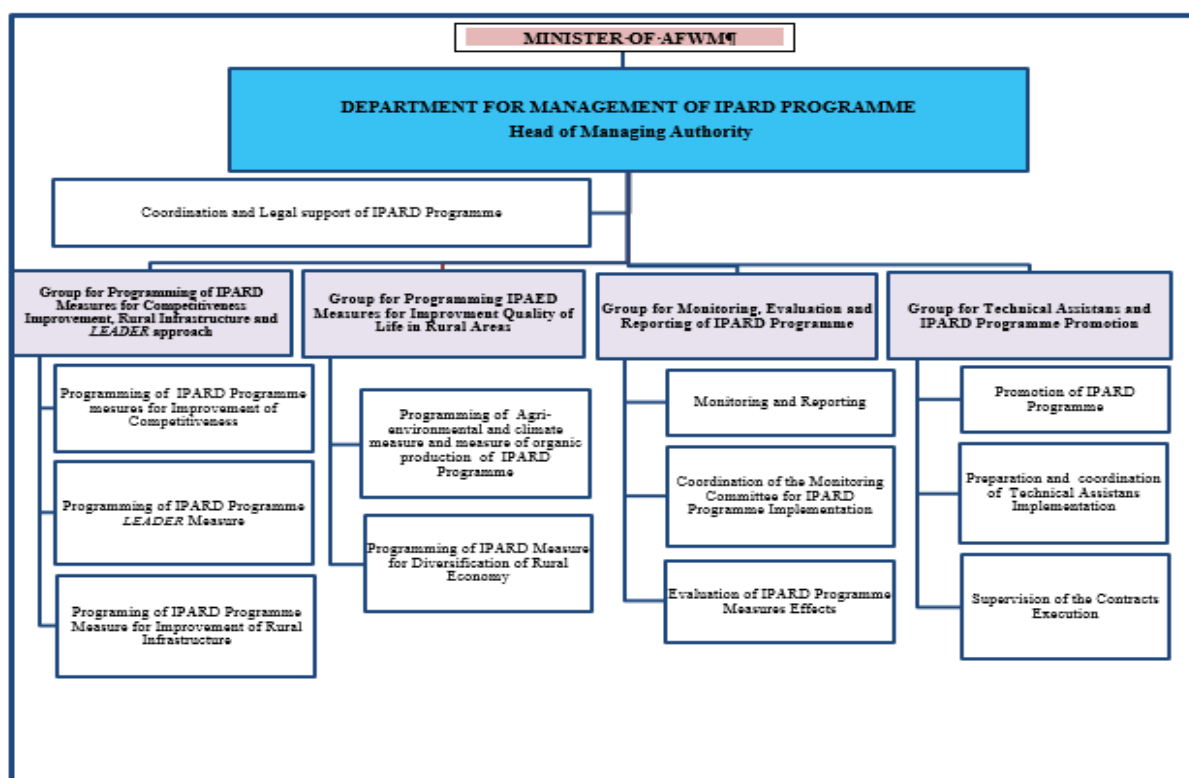 MINISTER·OF·AFWM¶
DEPARTMENT FOR MANAGEMENT OF IPARD PROGRAMME
Head of Managing Authority
Coordination and Legal support of IPARD Programme
Group for Programming of IPARD
Measures for Competitiveness
Improvement, Rural Infrastructure and
LEADER approach
Programming of IPARD Programme
mesures for Improvement of
Competitiveness
Programming of IPARD Programme
LEADER Measure
Programing of IPARD Programme
Measure for Improvement of Rural
Infrastructure
Group for Programming IPAED
Measures for Improvment Quality of
Life in Rural Areas
Programming of Agri-
environmental and climate
measure and measure of organic
production of IPARD
Programme
Programming of IPARD Measure
for Diversification of Rural
Economy
Group for Monitoring, Evaluation and
Reporting of IPARD Programme
Monitoring and Reporting
Coordination of the Monitoring
Committee for IPARD
Programme Implementation
Evaluation of IPARD Programme
Measures Effects
Group for Technical Assistans and
IPARD Programme Promotion
Promotion of IPARD
Programme
Preparation and coordination
of Technical Assistans
Implementation
Supervision of the Contracts
Execution